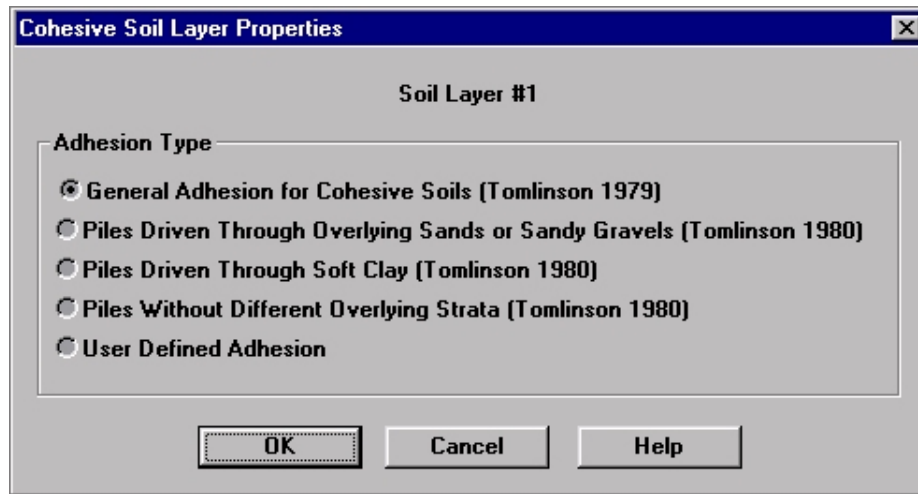 Cohesive Soil Layer Properties
Soil Layer #1
Adhesion Type
General Adhesion for Cohesive Soils (Tomlinson 1979)
Piles Driven Through Overlying Sands or Sandy Gravels (Tomlinson 1980)
Piles Driven Through Soft Clay (Tomlinson 1980)
Piles Without Different Overlying Strata (Tomlinson 1980)
User Defined Adhesion
OK Cancel Help